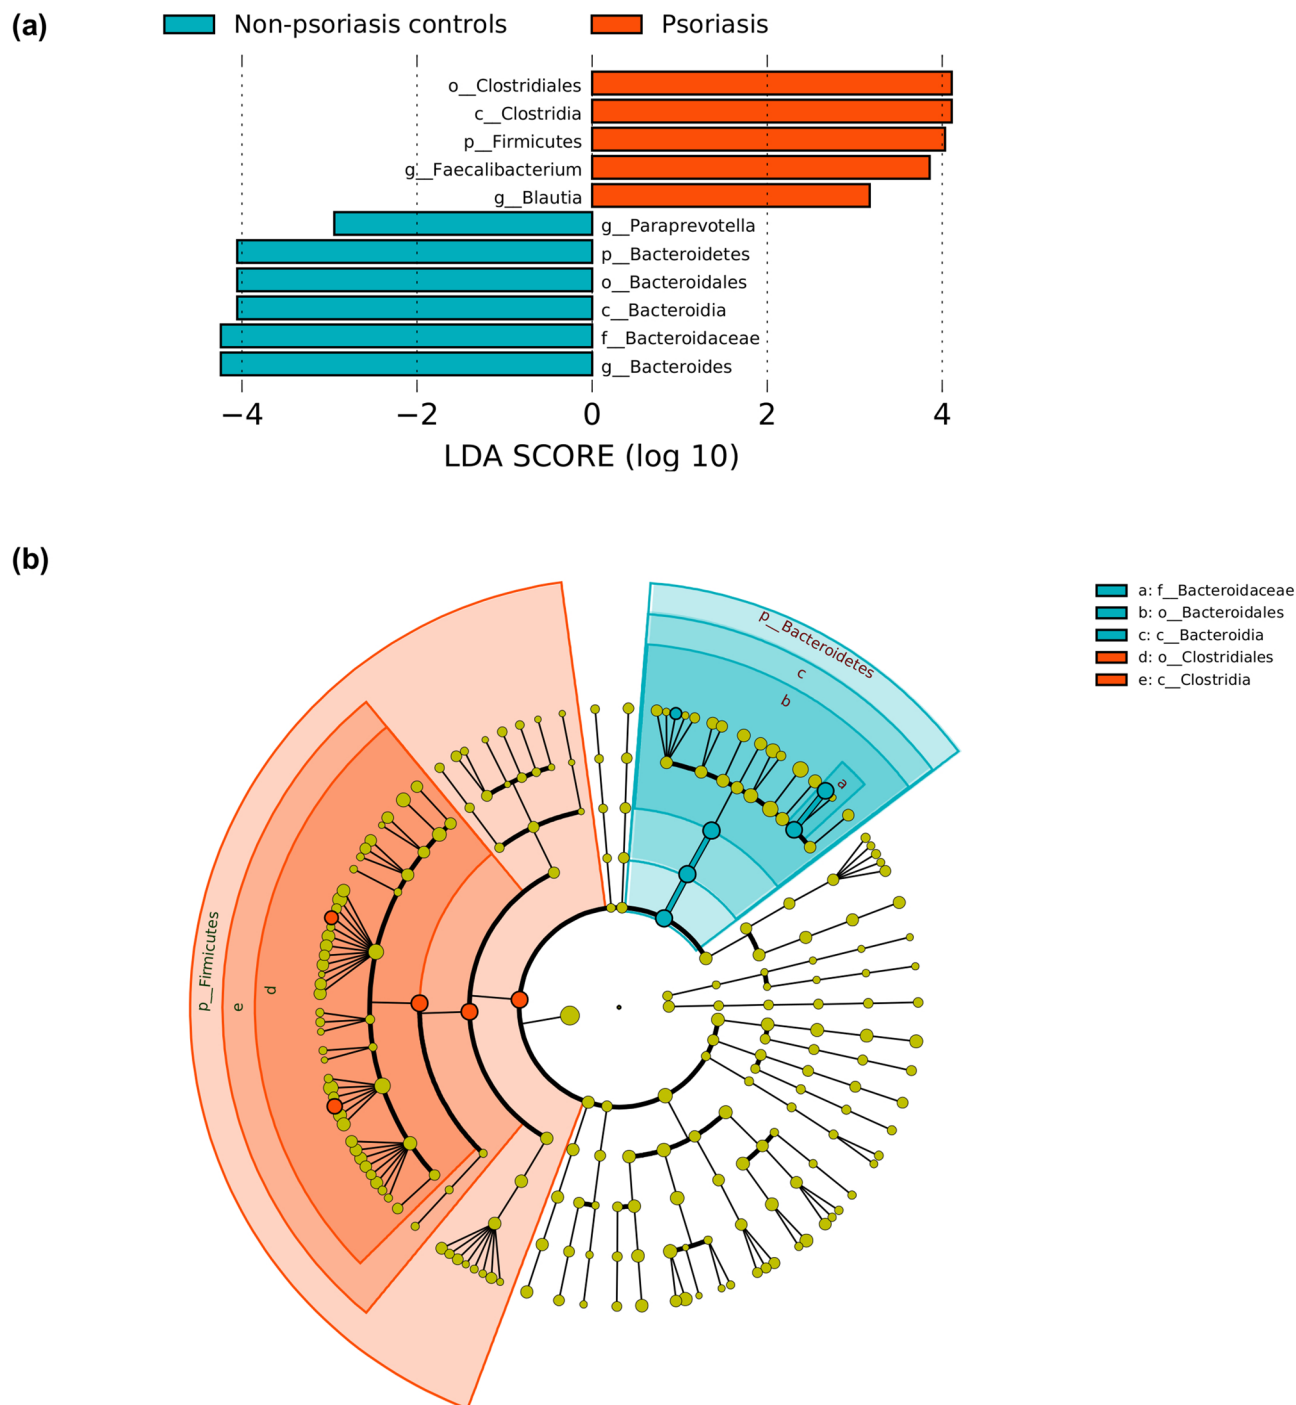 (a)
Non-psoriasis controls
Psoriasis
o__Clostridiales
c__Clostridia
p__Firmicutes
g__Faecalibacterium
g__Blautia
g__Paraprevotella
p__Bacteroidetes
o__Bacteroidales
c__Bacteroidia
f__Bacteroidaceae
g__Bacteroides
−4 −2 0 2 4
LDA SCORE (log 10)
(b)
a: f__Bacteroidaceae
b: o__Bacteroidales
c: c__Bacteroidia
d: o__Clostridiales
e: c__Clostridia
p__Bacteroidetes
c
b
a
p__Firmicutes
e
d